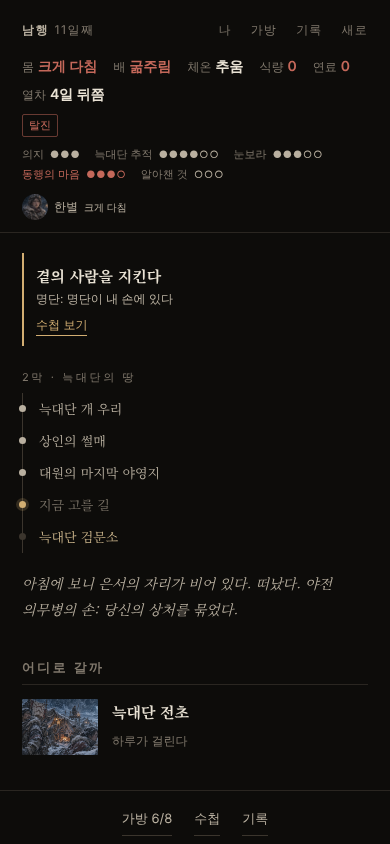 남행 11일째 나 가방 기록 새로
몸 크게 다침 배 굶주림 체온 추움 식량 0 연료 0
열차 4일 뒤쫌
탈진
의지 ●●● 늑대단 추적 ●●●●○○ 눈보라 ●●●○○
동행의 마음 ●●●○ 알아챈 것 ○○○
한별 크게 다침
곁의 사람을 지킨다
명단: 명단이 내 손에 있다
수첩 보기
2막 · 늑대단의 땅
늑대단 개 우리
상인의 썰매
대원의 마지막 야영지
지금 고를 길
늑대단 검문소
아침에 보니 은서의 자리가 비어 있다. 떠났다. 야전
의무병의 손: 당신의 상처를 묶었다.
어디로 갈까
늑대단 전초
하루가 걸린다
가방 6/8 수첩 기록